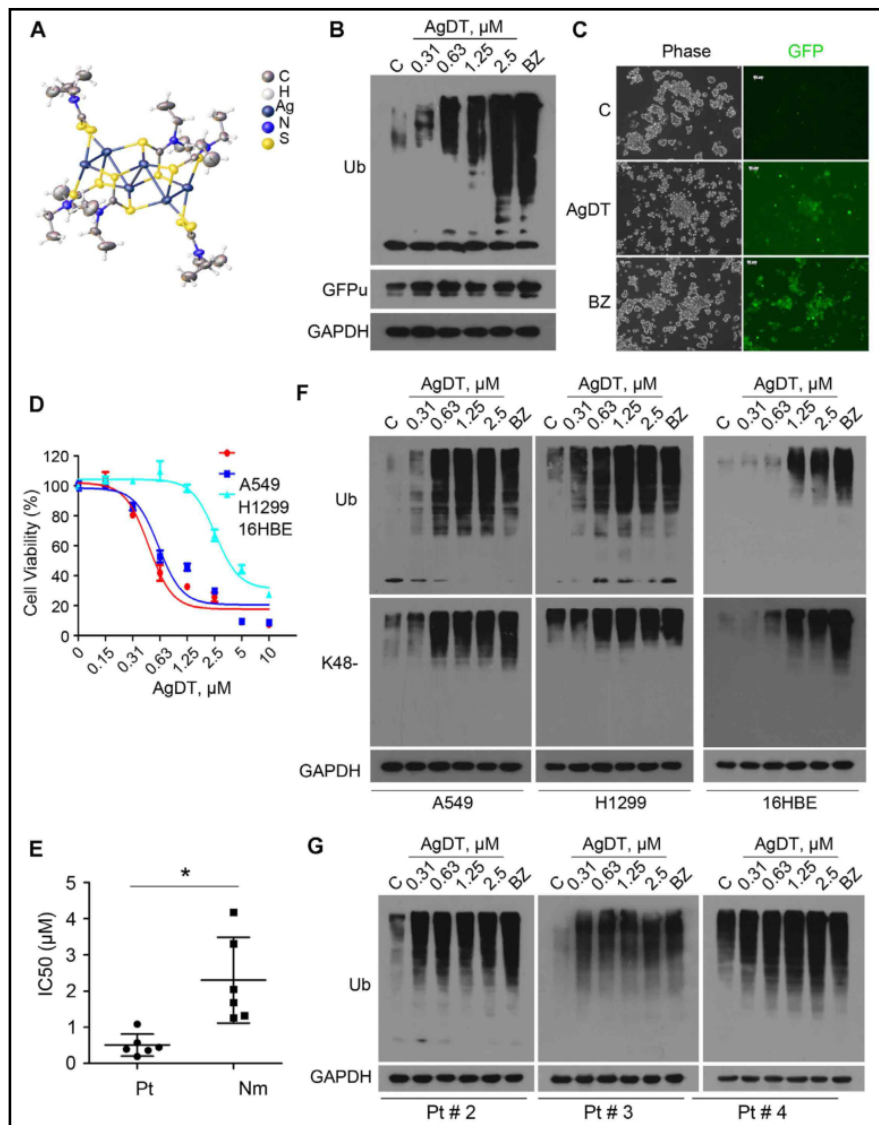 A
C
H
Ag
N
S
B
AgDT, µM
C 0.31 0.63 1.25 2.5 BZ
Ub
GFPu
GAPDH
C
Phase GFP
C
AgDT
BZ
D
120
100
80
60
40
20
0
Cell Viability (%)
A549
H1299
16HBE
0 0.15 0.31 0.63 1.25 2.5 5 10
AgDT, µM
E
*
5
4
3
2
1
0
IC50 (µM)
Pt Nm
F
AgDT, µM AgDT, µM AgDT, µM
C 0.31 0.63 1.25 2.5 BZ C 0.31 0.63 1.25 2.5 BZ C 0.31 0.63 1.25 2.5 BZ
Ub
K48-
GAPDH
A549 H1299 16HBE
G
AgDT, µM AgDT, µM AgDT, µM
C 0.31 0.63 1.25 2.5 BZ C 0.31 0.63 1.25 2.5 BZ C 0.31 0.63 1.25 2.5 BZ
Ub
GAPDH
Pt # 2 Pt # 3 Pt # 4